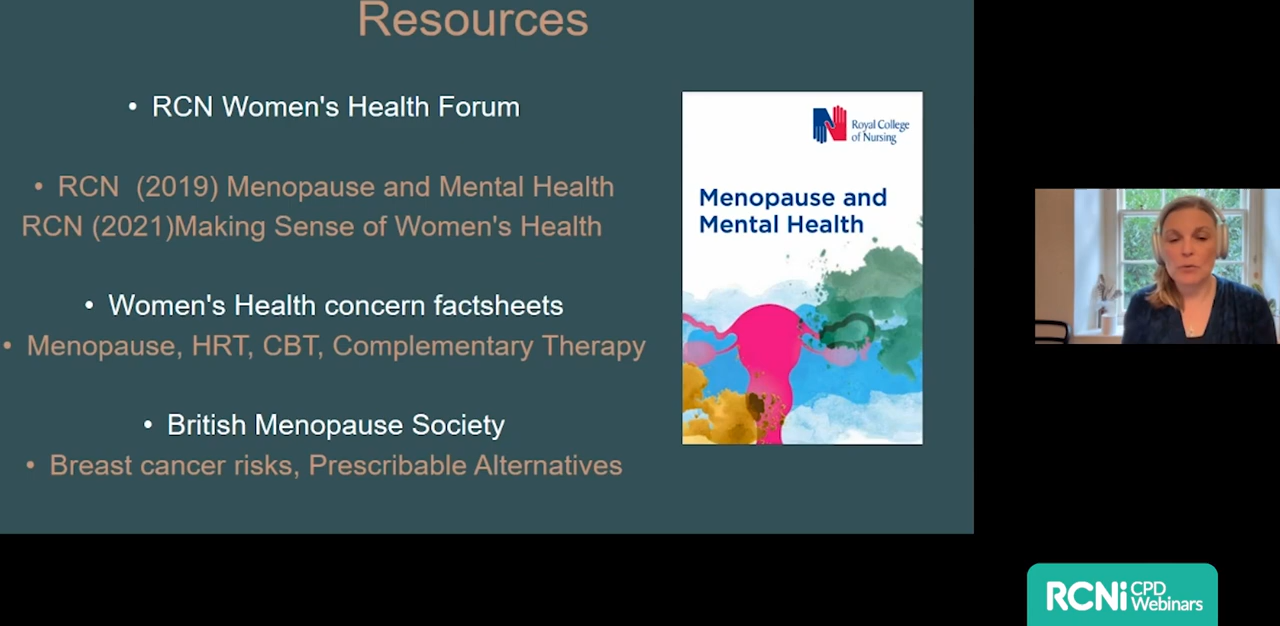 Resources
• RCN Women's Health Forum
• RCN (2019) Menopause and Mental Health
RCN (2021)Making Sense of Women's Health
• Women's Health concern factsheets
• Menopause, HRT, CBT, Complementary Therapy
• British Menopause Society
• Breast cancer risks, Prescribable Alternatives
Royal College
of Nursing
Menopause and
Mental Health
RCNi CPD
Webinars